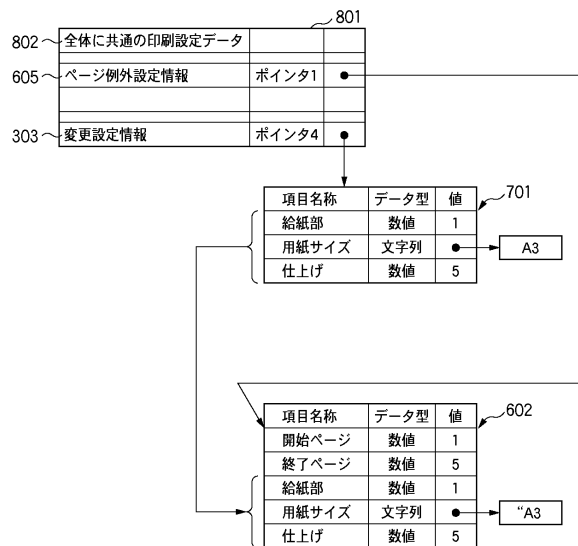 801
802 全体に共通の印刷設定データ
605 ページ例外設定情報 ポインタ1
303 変更設定情報 ポインタ4
701
項目名称 データ型 値
給紙部 数値 1
用紙サイズ 文字列 A3
仕上げ 数値 5
602
項目名称 データ型 値
開始ページ 数値 1
終了ページ 数値 5
給紙部 数値 1
用紙サイズ 文字列 “A3
仕上げ 数値 5